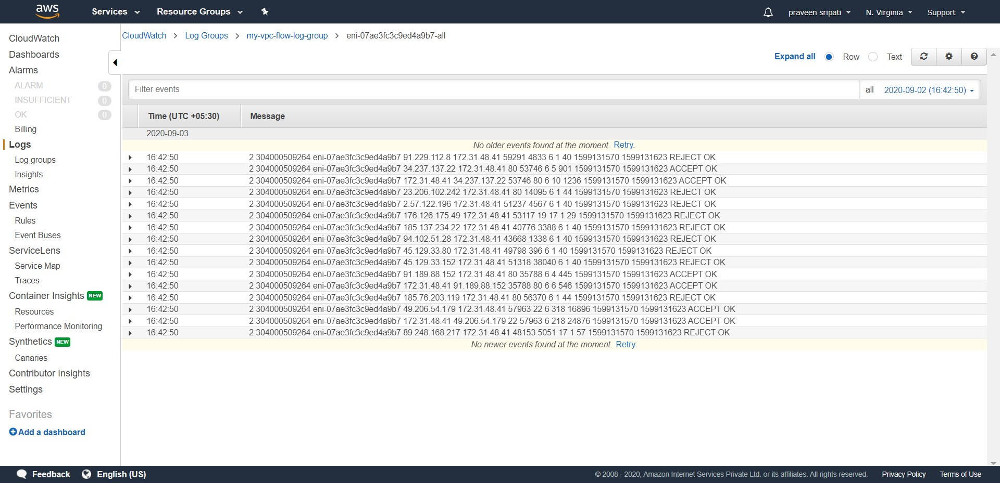 aws Services Resource Groups praveen sripati N. Virginia Support
CloudWatch
Dashboards
Alarms
ALARM 0
INSUFFICIENT 0
OK 0
Billing
Logs
Log groups
Insights
Metrics
Events
Rules
Event Buses
ServiceLens
Service Map
Traces
Container Insights NEW
Resources
Performance Monitoring
Synthetics NEW
Canaries
Contributor Insights
Settings
Favorites
Add a dashboard
CloudWatch > Log Groups > my-vpc-flow-log-group > eni-07ae3fc3c9ed4a9b7-all
Expand all Row Text
Filter events all 2020-09-02 (16:42:50)
Time (UTC +05:30) Message
2020-09-03
No older events found at the moment. Retry.
16:42:50 2 304000509264 eni-07ae3fc3c9ed4a9b7 91.229.112.8 172.31.48.41 59291 4833 6 1 40 1599131570 1599131623 REJECT OK
16:42:50 2 304000509264 eni-07ae3fc3c9ed4a9b7 34.237.137.22 172.31.48.41 80 53746 6 5 901 1599131570 1599131623 ACCEPT OK
16:42:50 2 304000509264 eni-07ae3fc3c9ed4a9b7 172.31.48.41 34.237.137.22 53746 80 6 10 1236 1599131570 1599131623 ACCEPT OK
16:42:50 2 304000509264 eni-07ae3fc3c9ed4a9b7 23.206.102.242 172.31.48.41 80 14095 6 1 44 1599131570 1599131623 REJECT OK
16:42:50 2 304000509264 eni-07ae3fc3c9ed4a9b7 2.57.122.196 172.31.48.41 51237 4567 6 1 40 1599131570 1599131623 REJECT OK
16:42:50 2 304000509264 eni-07ae3fc3c9ed4a9b7 176.126.175.49 172.31.48.41 53117 19 17 1 29 1599131570 1599131623 REJECT OK
16:42:50 2 304000509264 eni-07ae3fc3c9ed4a9b7 185.137.234.22 172.31.48.41 40776 3388 6 1 40 1599131570 1599131623 REJECT OK
16:42:50 2 304000509264 eni-07ae3fc3c9ed4a9b7 94.102.51.28 172.31.48.41 43668 1338 6 1 40 1599131570 1599131623 REJECT OK
16:42:50 2 304000509264 eni-07ae3fc3c9ed4a9b7 45.129.33.80 172.31.48.41 49798 396 6 1 40 1599131570 1599131623 REJECT OK
16:42:50 2 304000509264 eni-07ae3fc3c9ed4a9b7 45.129.33.152 172.31.48.41 51318 38040 6 1 40 1599131570 1599131623 REJECT OK
16:42:50 2 304000509264 eni-07ae3fc3c9ed4a9b7 91.189.88.152 172.31.48.41 80 35788 6 4 445 1599131570 1599131623 ACCEPT OK
16:42:50 2 304000509264 eni-07ae3fc3c9ed4a9b7 172.31.48.41 91.189.88.152 35788 80 6 6 546 1599131570 1599131623 ACCEPT OK
16:42:50 2 304000509264 eni-07ae3fc3c9ed4a9b7 185.76.203.119 172.31.48.41 80 56370 6 1 44 1599131570 1599131623 REJECT OK
16:42:50 2 304000509264 eni-07ae3fc3c9ed4a9b7 49.206.54.179 172.31.48.41 57963 22 6 318 16896 1599131570 1599131623 ACCEPT OK
16:42:50 2 304000509264 eni-07ae3fc3c9ed4a9b7 172.31.48.41 49.206.54.179 22 57963 6 218 24876 1599131570 1599131623 ACCEPT OK
16:42:50 2 304000509264 eni-07ae3fc3c9ed4a9b7 89.248.168.217 172.31.48.41 48153 5051 17 1 57 1599131570 1599131623 REJECT OK
No newer events found at the moment. Retry.
Feedback English (US) © 2008 - 2020, Amazon Internet Services Private Ltd. or its affiliates. All rights reserved. Privacy Policy Terms of Use